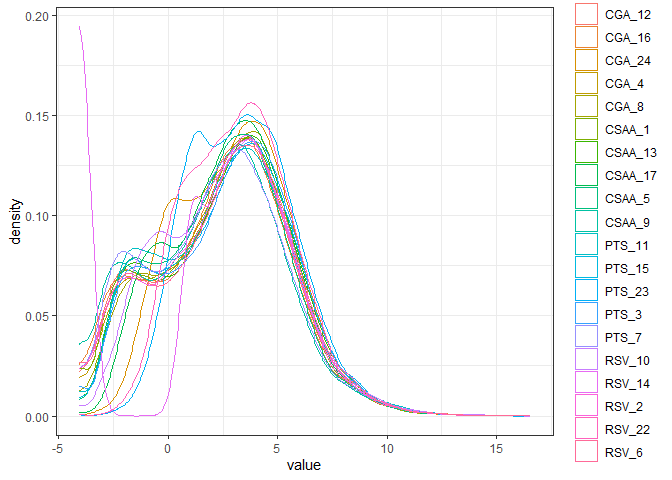 0.20
0.15
0.10
0.05
0.00
density
-5
0
5
10
15
value
CGA_12
CGA_16
CGA_24
CGA_4
CGA_8
CSAA_1
CSAA_13
CSAA_17
CSAA_5
CSAA_9
PTS_11
PTS_15
PTS_23
PTS_3
PTS_7
RSV_10
RSV_14
RSV_2
RSV_22
RSV_6